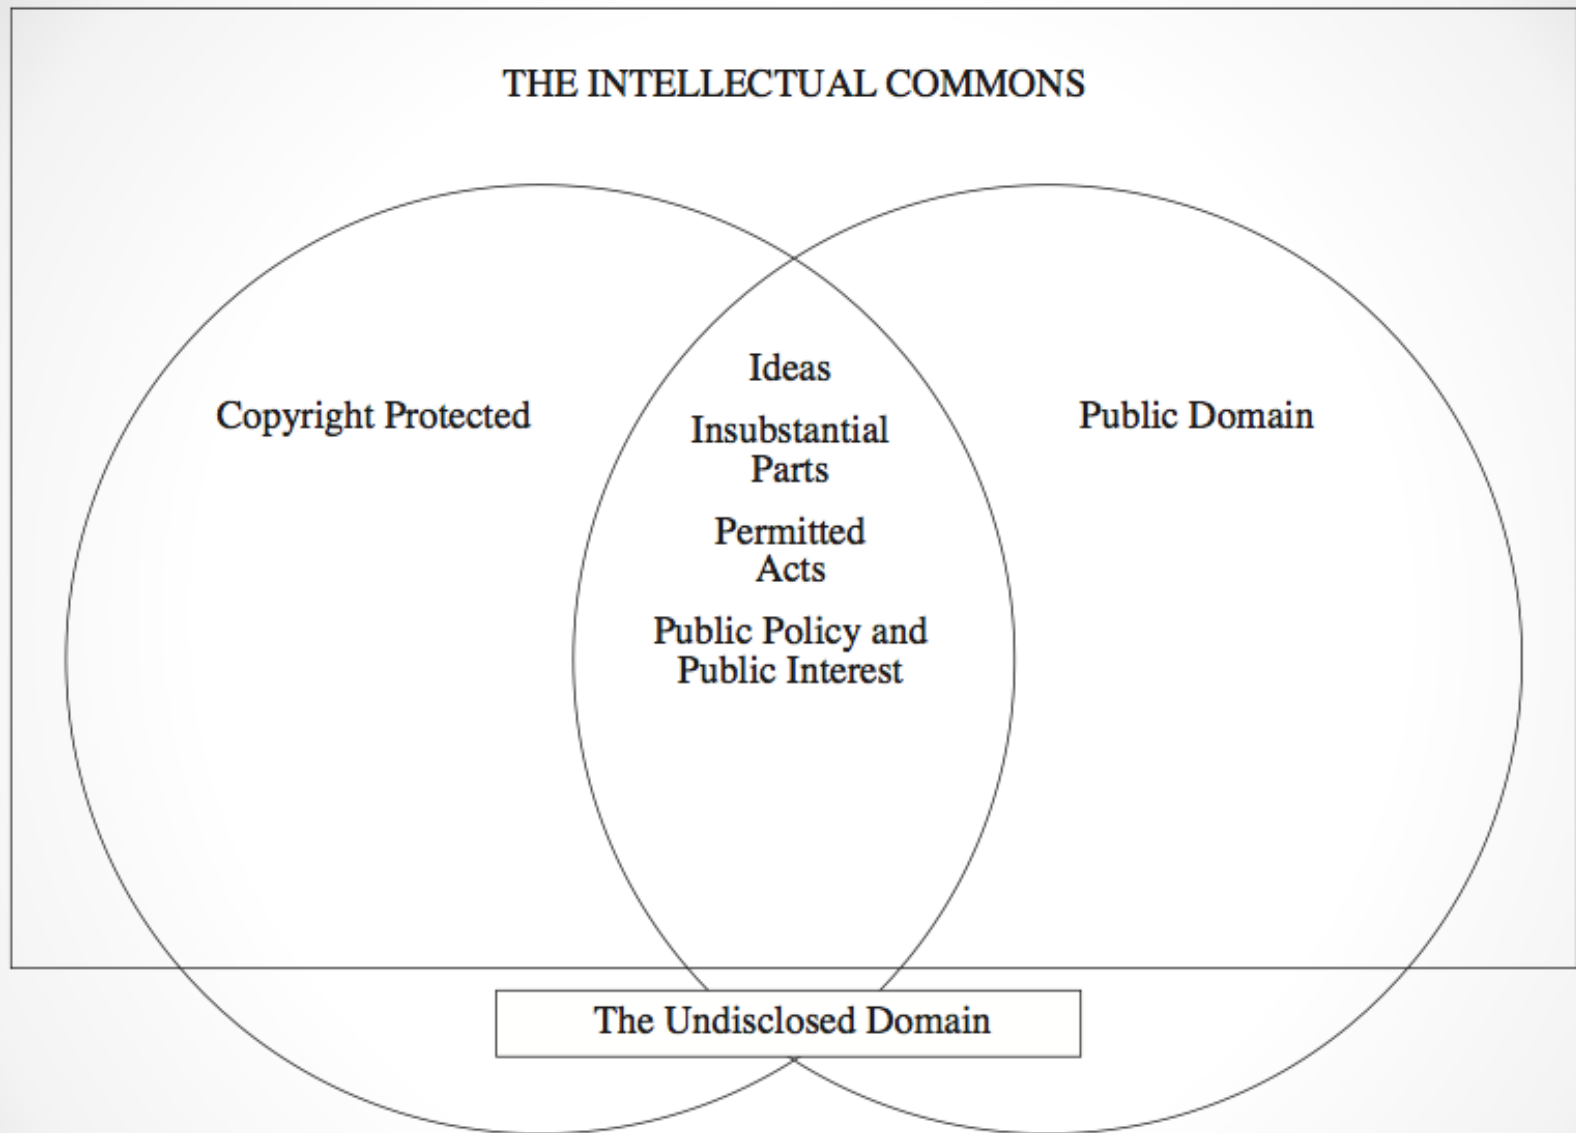 THE INTELLECTUAL COMMONS
Copyright Protected
Ideas
Insubstantial
Parts
Permitted
Acts
Public Policy and
Public Interest
Public Domain
The Undisclosed Domain